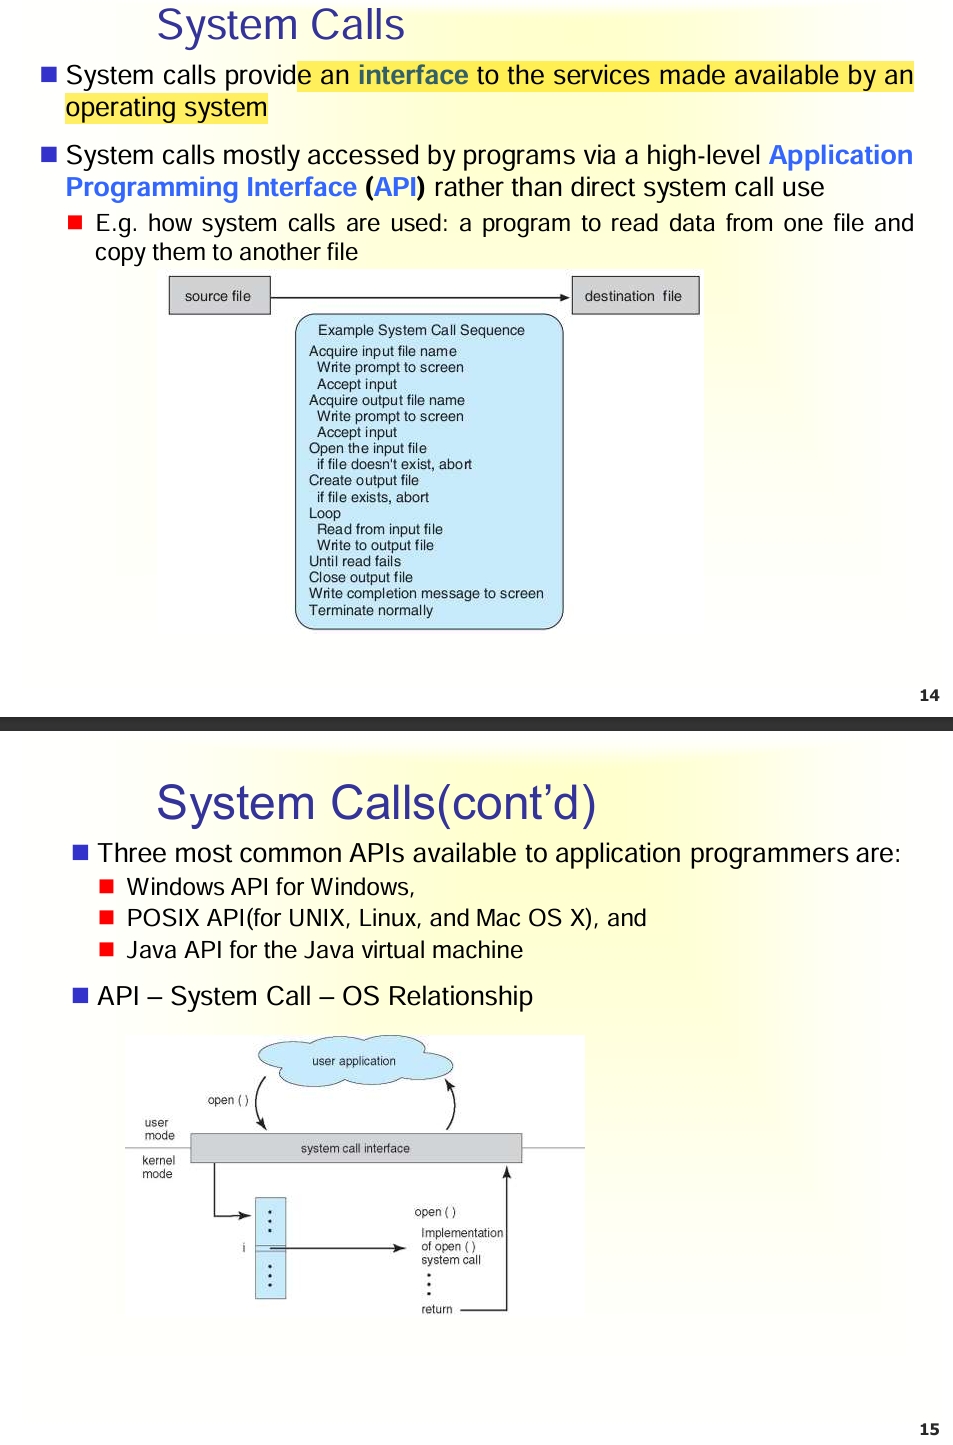 System Calls
System calls provide an interface to the services made available by an
operating system
System calls mostly accessed by programs via a high-level Application
Programming Interface (API) rather than direct system call use
E.g. how system calls are used: a program to read data from one file and
copy them to another file
source file
destination file
Example System Call Sequence
Acquire input file name
Write prompt to screen
Accept input
Acquire output file name
Write prompt to screen
Accept input
Open the input file
if file doesn't exist, abort
Create output file
if file exists, abort
Loop
Read from input file
Write to output file
Until read fails
Close output file
Write completion message to screen
Terminate normally
14
System Calls(cont’d)
Three most common APIs available to application programmers are:
Windows API for Windows,
POSIX API(for UNIX, Linux, and Mac OS X), and
Java API for the Java virtual machine
API – System Call – OS Relationship
user application
open ( )
user
mode
system call interface
kernel
mode
open ( )
i
Implementation
of open ( )
system call
return
15